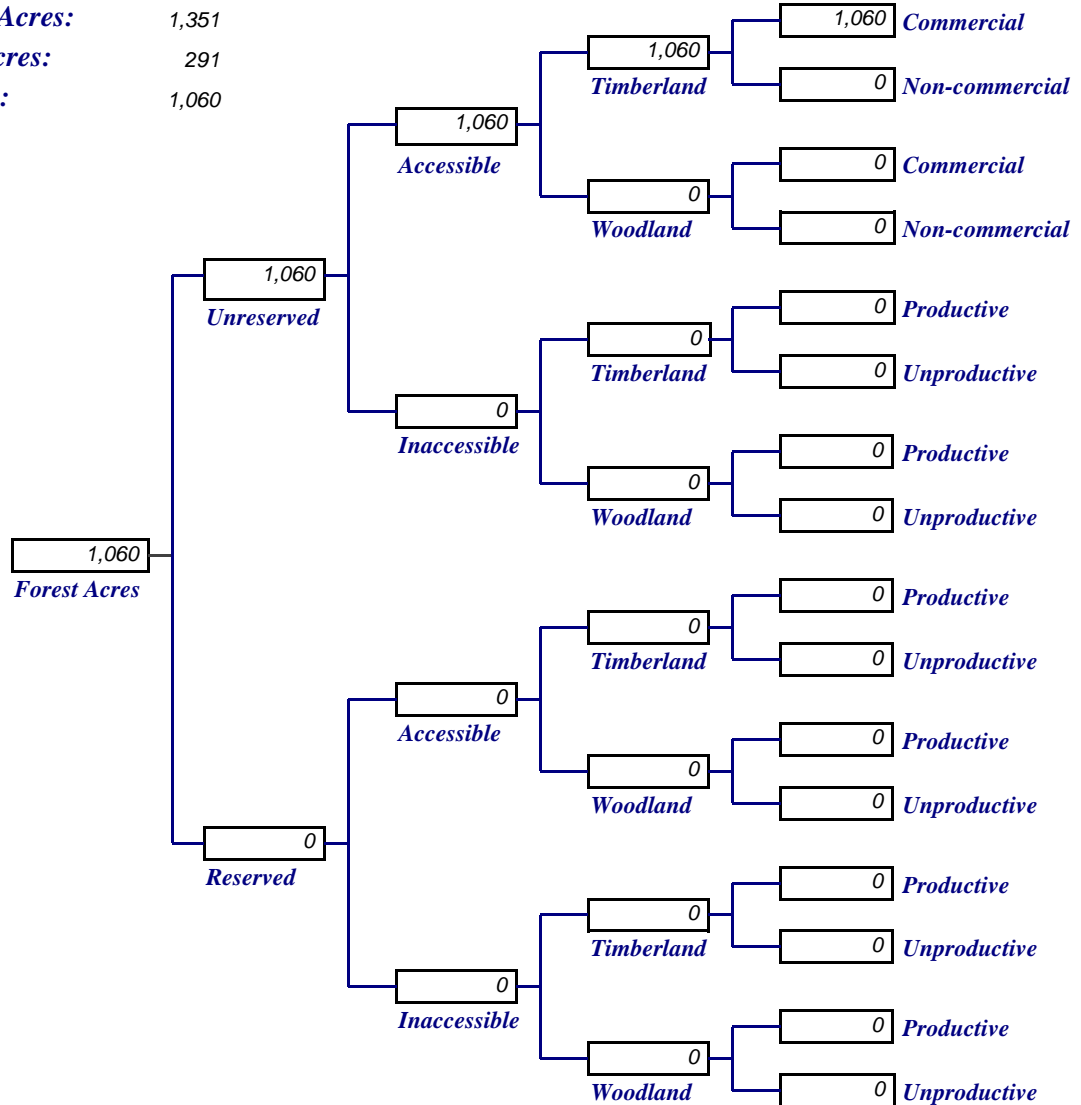 Acres: 1,351
cres: 291
: 1,060
1,060 Commercial
1,060
Timberland
0 Non-commercial
1,060
Accessible
0 Commercial
0
Woodland
0 Non-commercial
1,060
Unreserved
0 Productive
0
Timberland
0 Unproductive
0
Inaccessible
0 Productive
0
Woodland
0 Unproductive
1,060
Forest Acres
0 Productive
0
Timberland
0 Unproductive
0
Accessible
0 Productive
0
Woodland
0 Unproductive
0
Reserved
0 Productive
0
Timberland
0 Unproductive
0
Inaccessible
0 Productive
0
Woodland
0 Unproductive